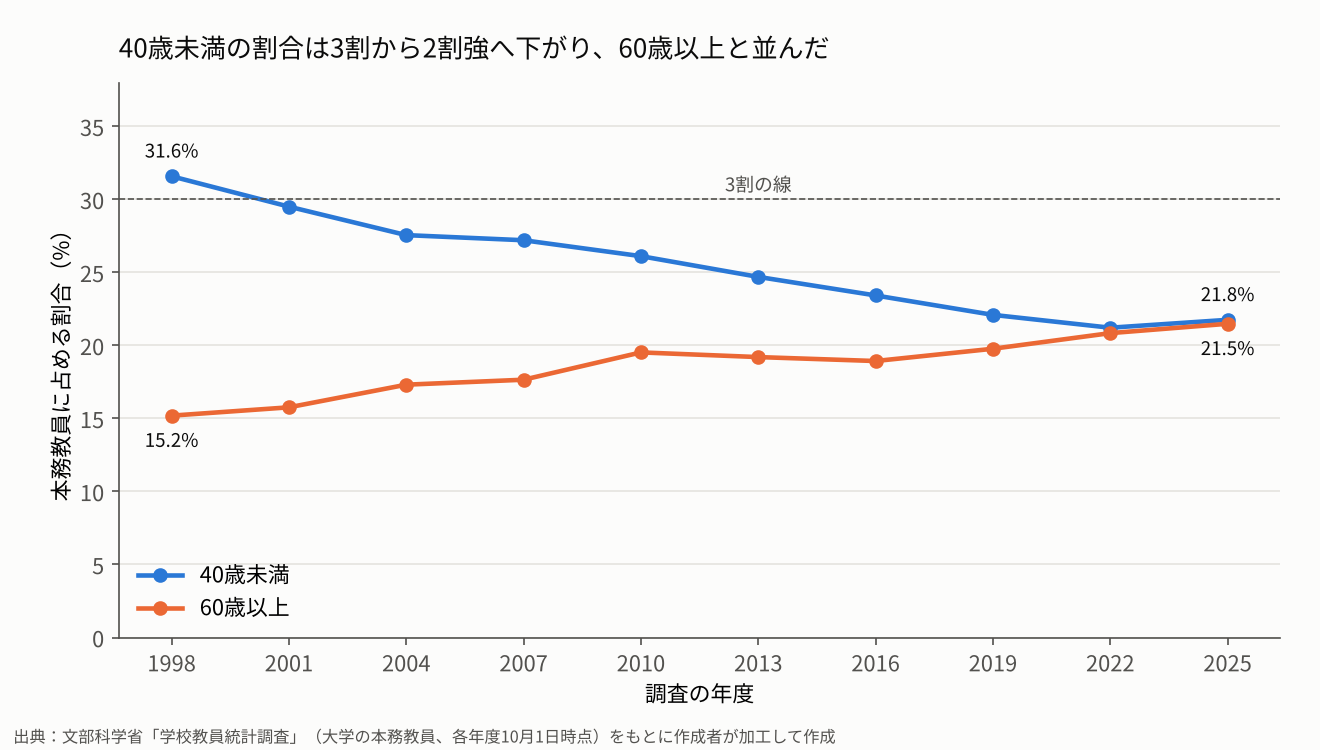 40歳未満の割合は3割から2割強へ下がり、60歳以上と並んだ
本務教員に占める割合（%）
35
30
25
20
15
10
5
0
31.6%
3割の線
21.8%
21.5%
15.2%
40歳未満
60歳以上
1998 2001 2004 2007 2010 2013 2016 2019 2022 2025
調査の年度
出典：文部科学省「学校教員統計調査」（大学の本務教員、各年度10月1日時点）をもとに作成者が加工して作成